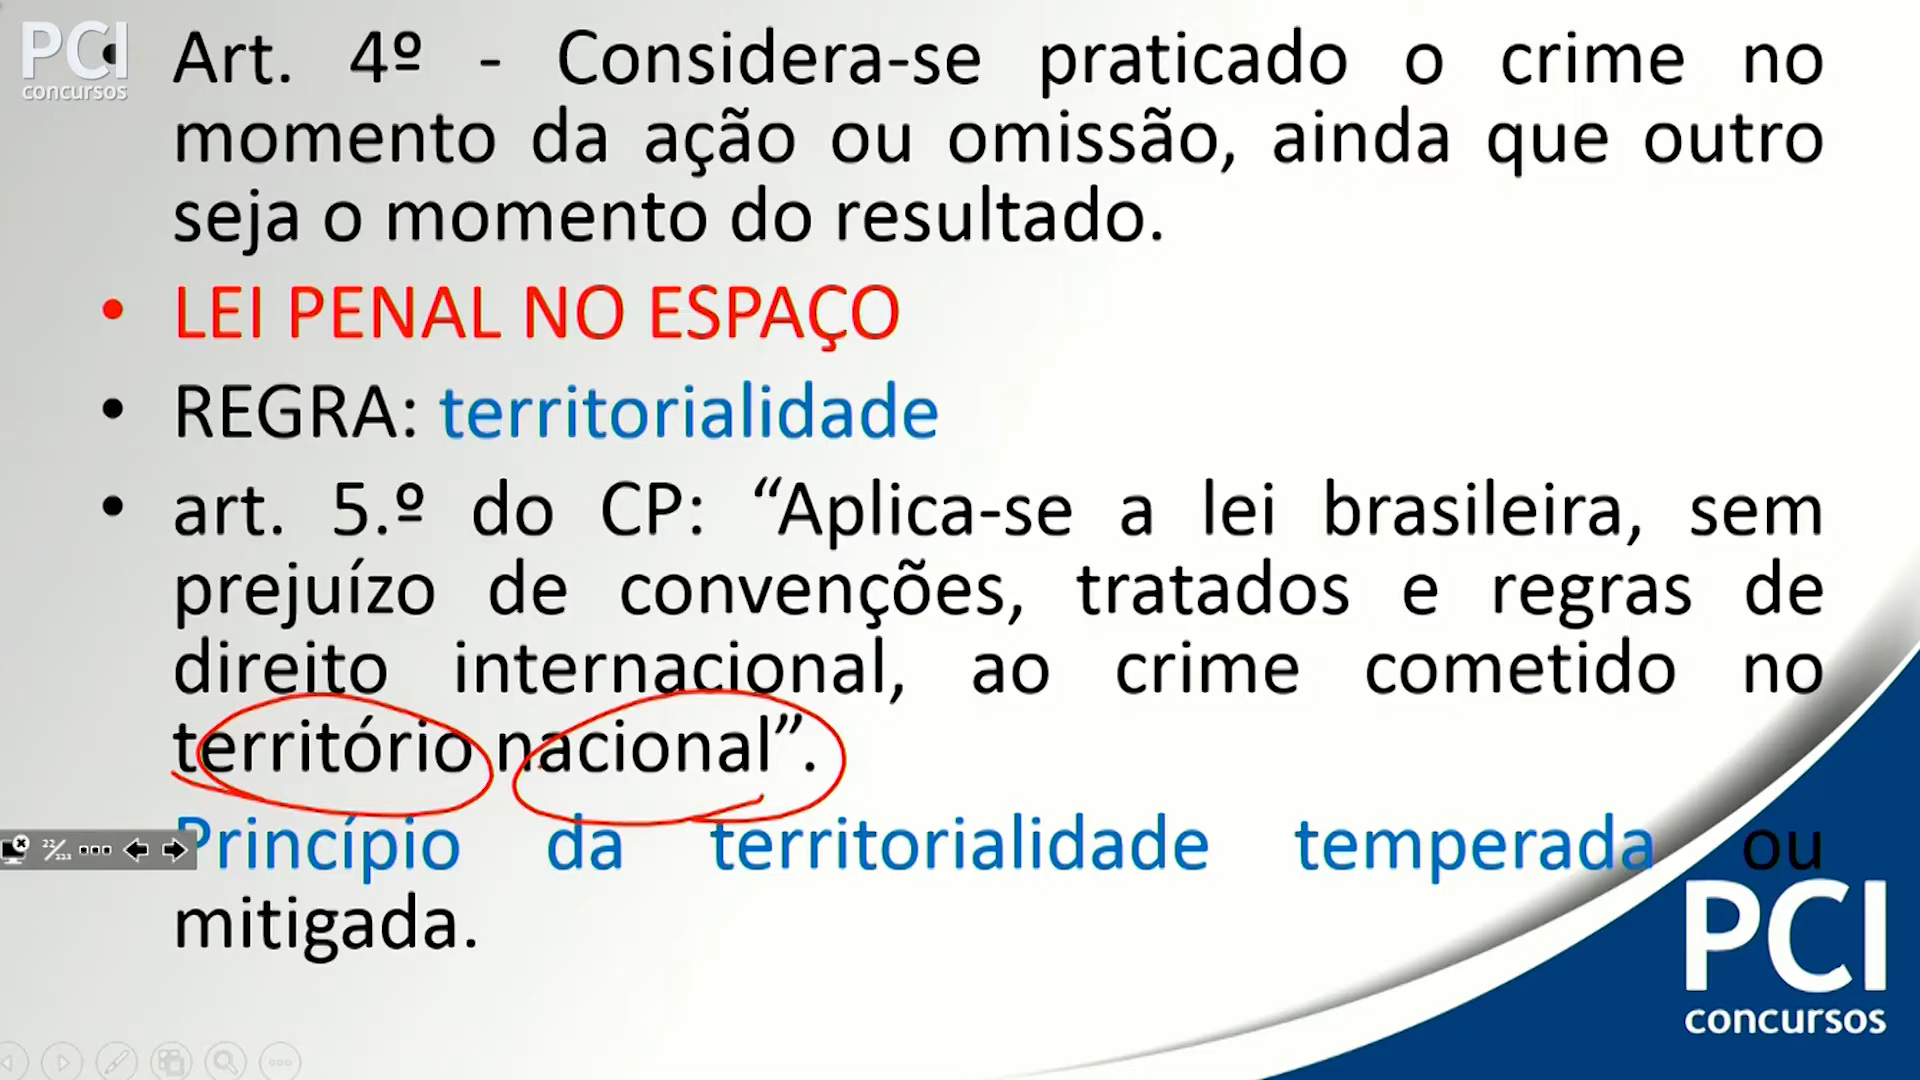 PCI
concursos
• Art. 4º - Considera-se praticado o crime no
momento da ação ou omissão, ainda que outro
seja o momento do resultado.
• LEI PENAL NO ESPAÇO
• REGRA: territorialidade
• art. 5.º do CP: “Aplica-se a lei brasileira, sem
prejuízo de convenções, tratados e regras de
direito internacional, ao crime cometido no
território nacional”.
22/223
Princípio da territorialidade temperada ou
mitigada.
PCI
concursos